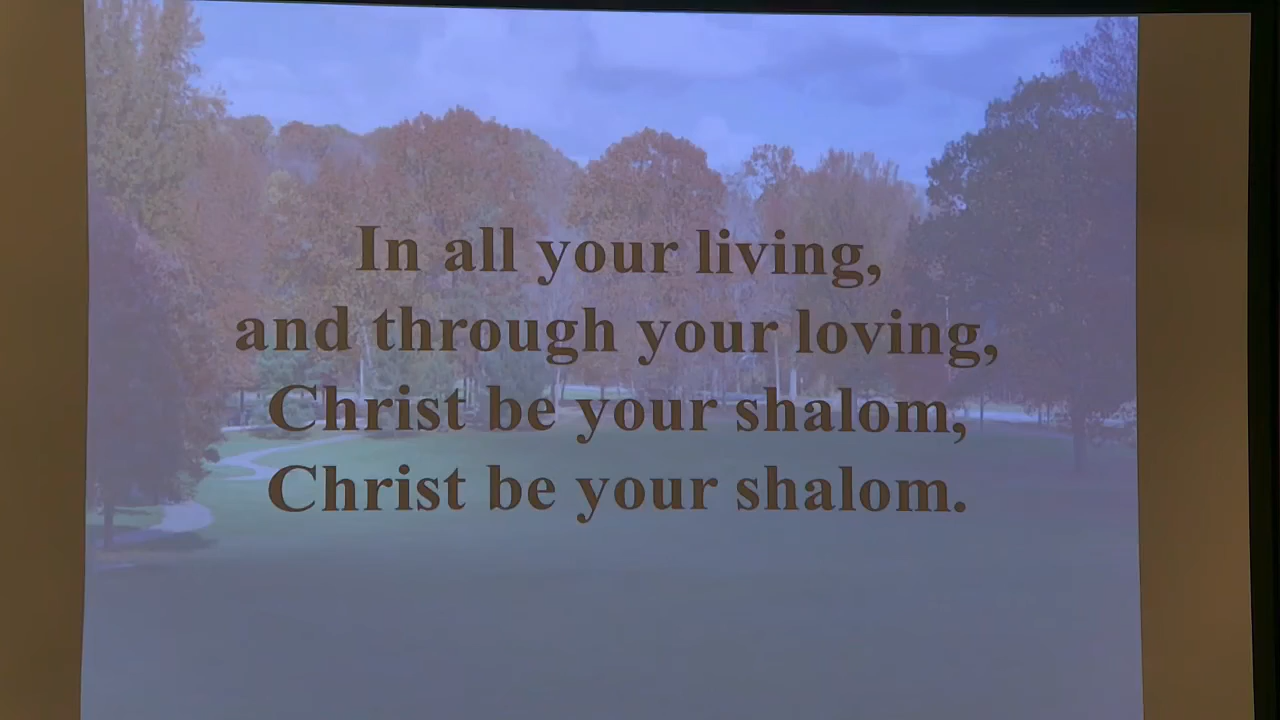 In all your living,
and through your loving,
Christ be your shalom,
Christ be your shalom.